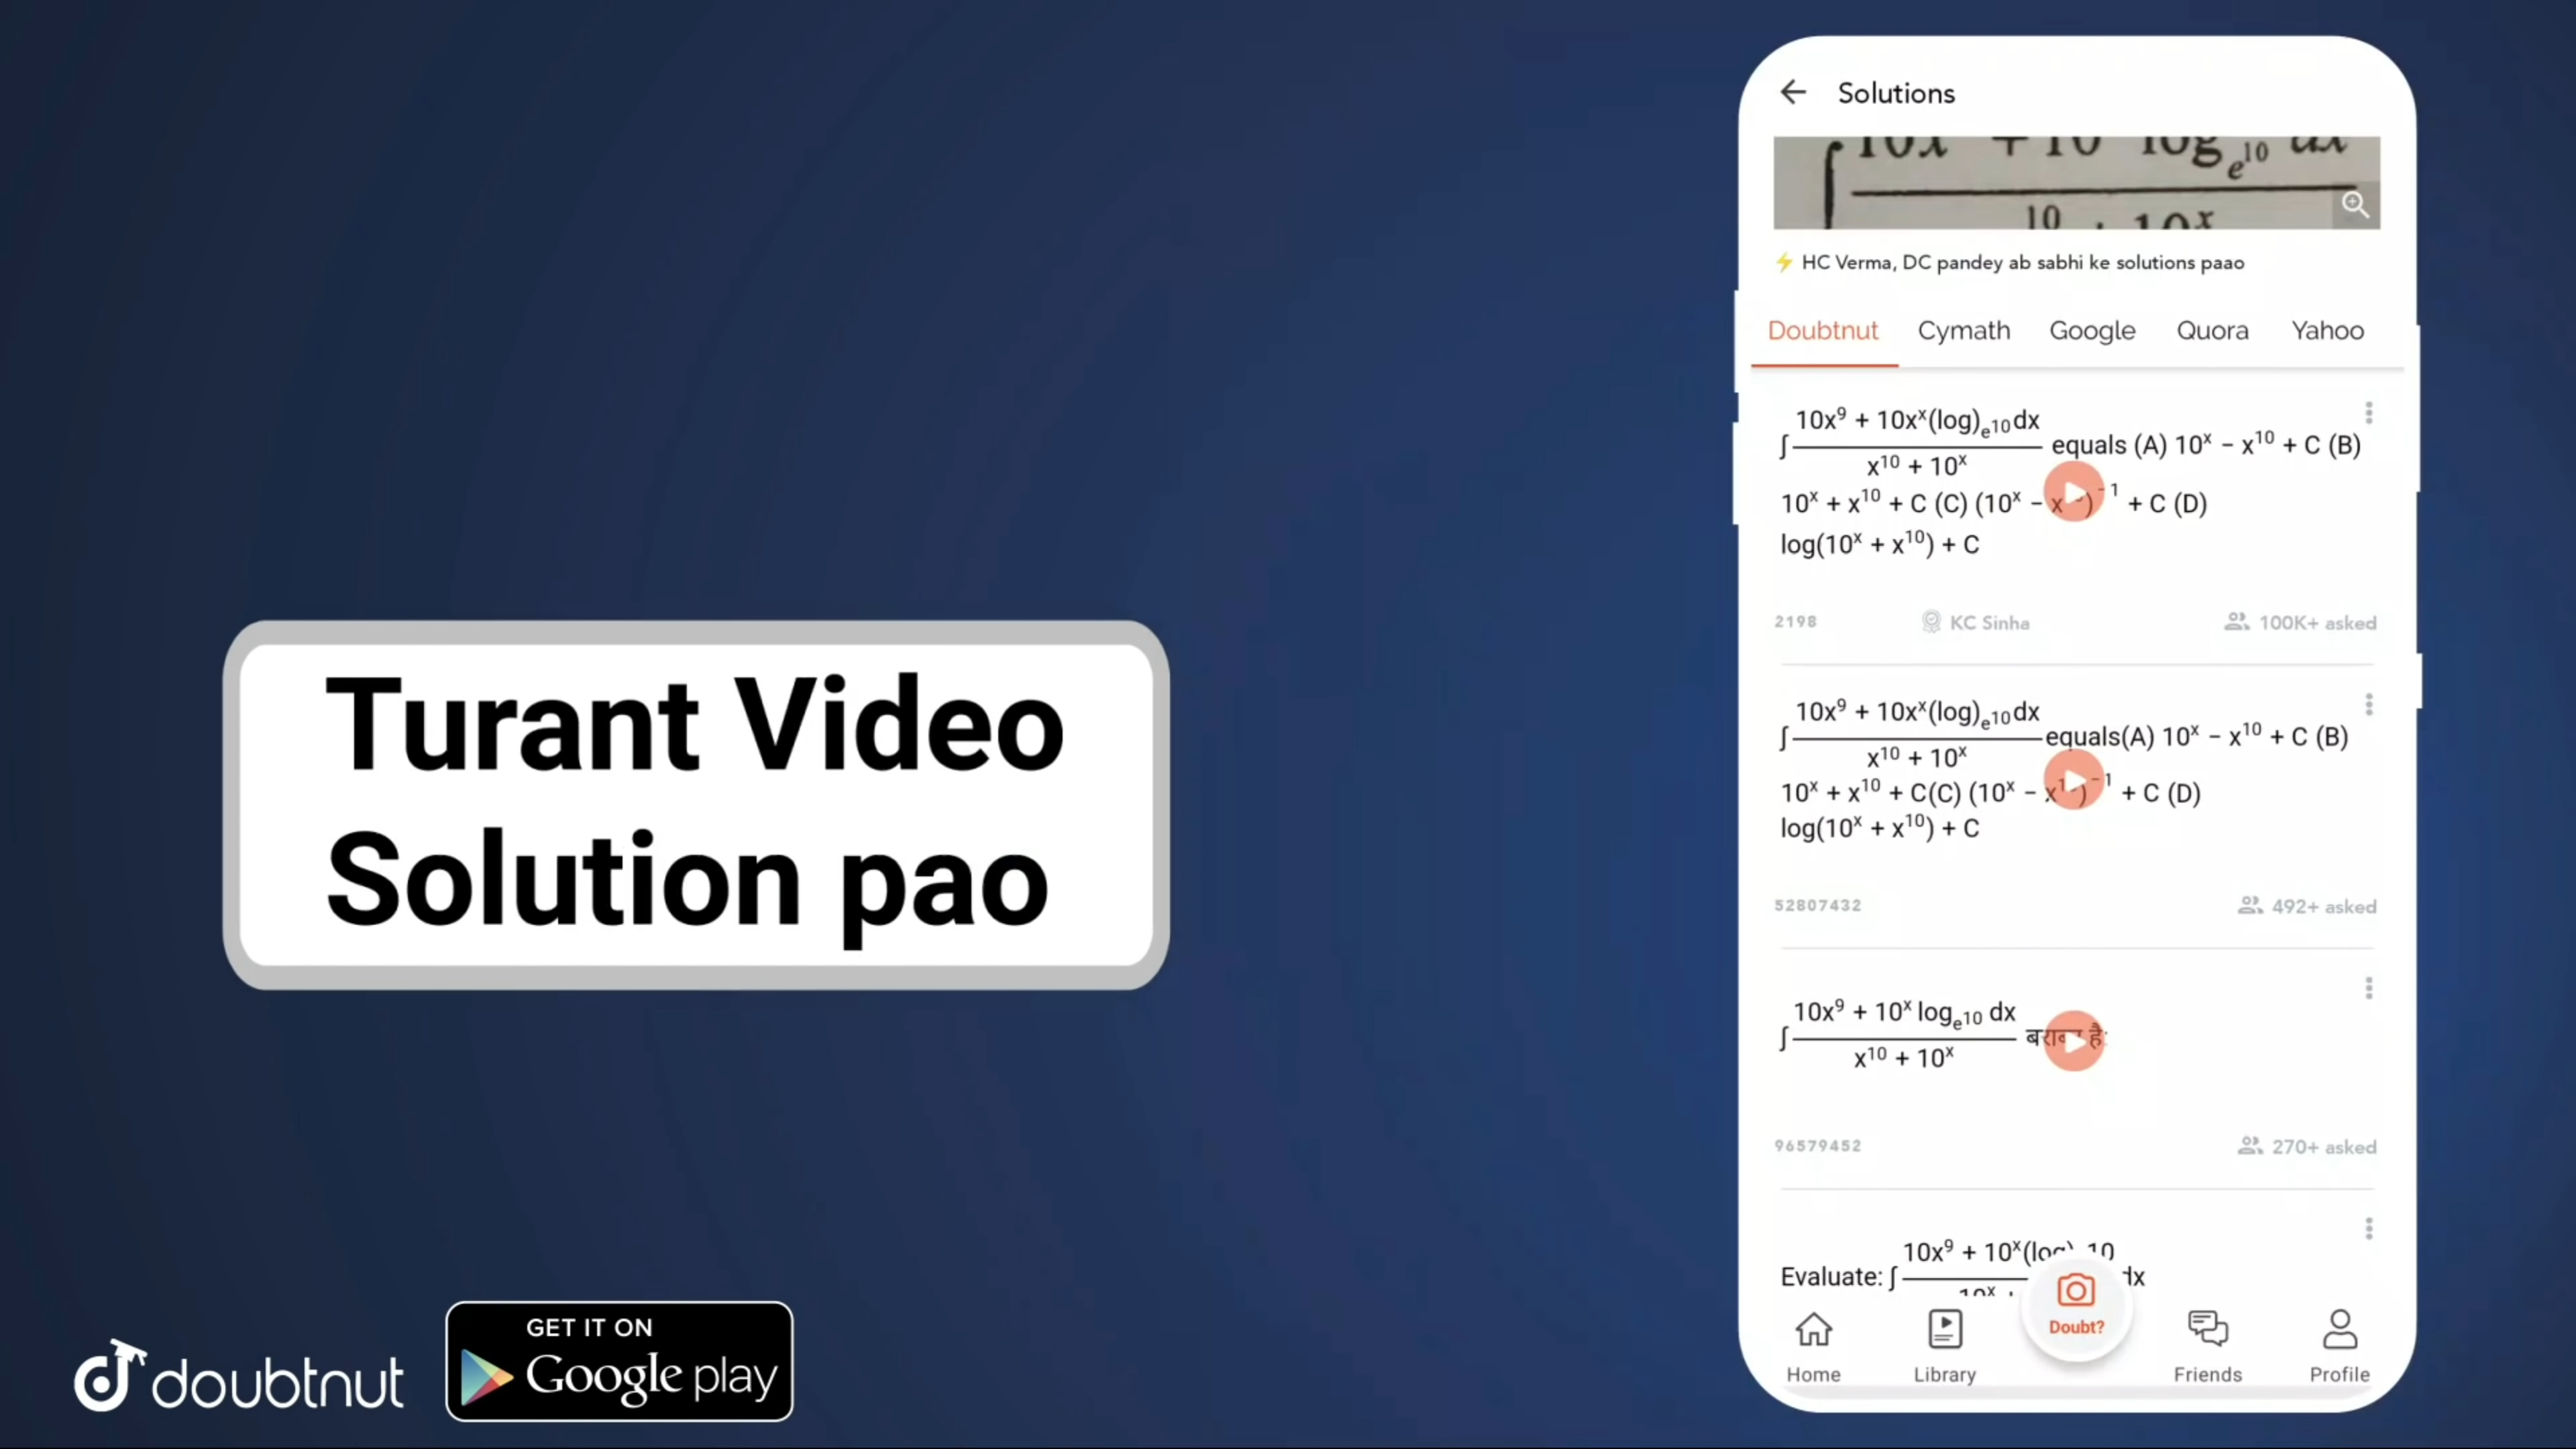 Solutions
⚡ HC Verma, DC pandey ab sabhi ke solutions paao
Doubtnut Cymath Google Quora Yahoo
∫ (10x⁹ + 10xˣ(log)ₑ10 dx)/(x¹⁰ + 10ˣ) equals (A) 10ˣ − x¹⁰ + C (B)
10ˣ + x¹⁰ + C (C) (10ˣ − x )⁻¹ + C (D)
log(10ˣ + x¹⁰) + C
2198 KC Sinha 100K+ asked
∫ (10x⁹ + 10xˣ(log)ₑ10 dx)/(x¹⁰ + 10ˣ) equals(A) 10ˣ − x¹⁰ + C (B)
10ˣ + x¹⁰ + C(C) (10ˣ − x )⁻¹ + C (D)
log(10ˣ + x¹⁰) + C
52807432 492+ asked
∫ (10x⁹ + 10ˣ logₑ10 dx)/(x¹⁰ + 10ˣ)
96579452 270+ asked
Evaluate: ∫ 10x⁹ + 10ˣ 10 dx
Doubt?
Home Library Friends Profile
Turant Video
Solution pao
doubtnut
GET IT ON
Google play